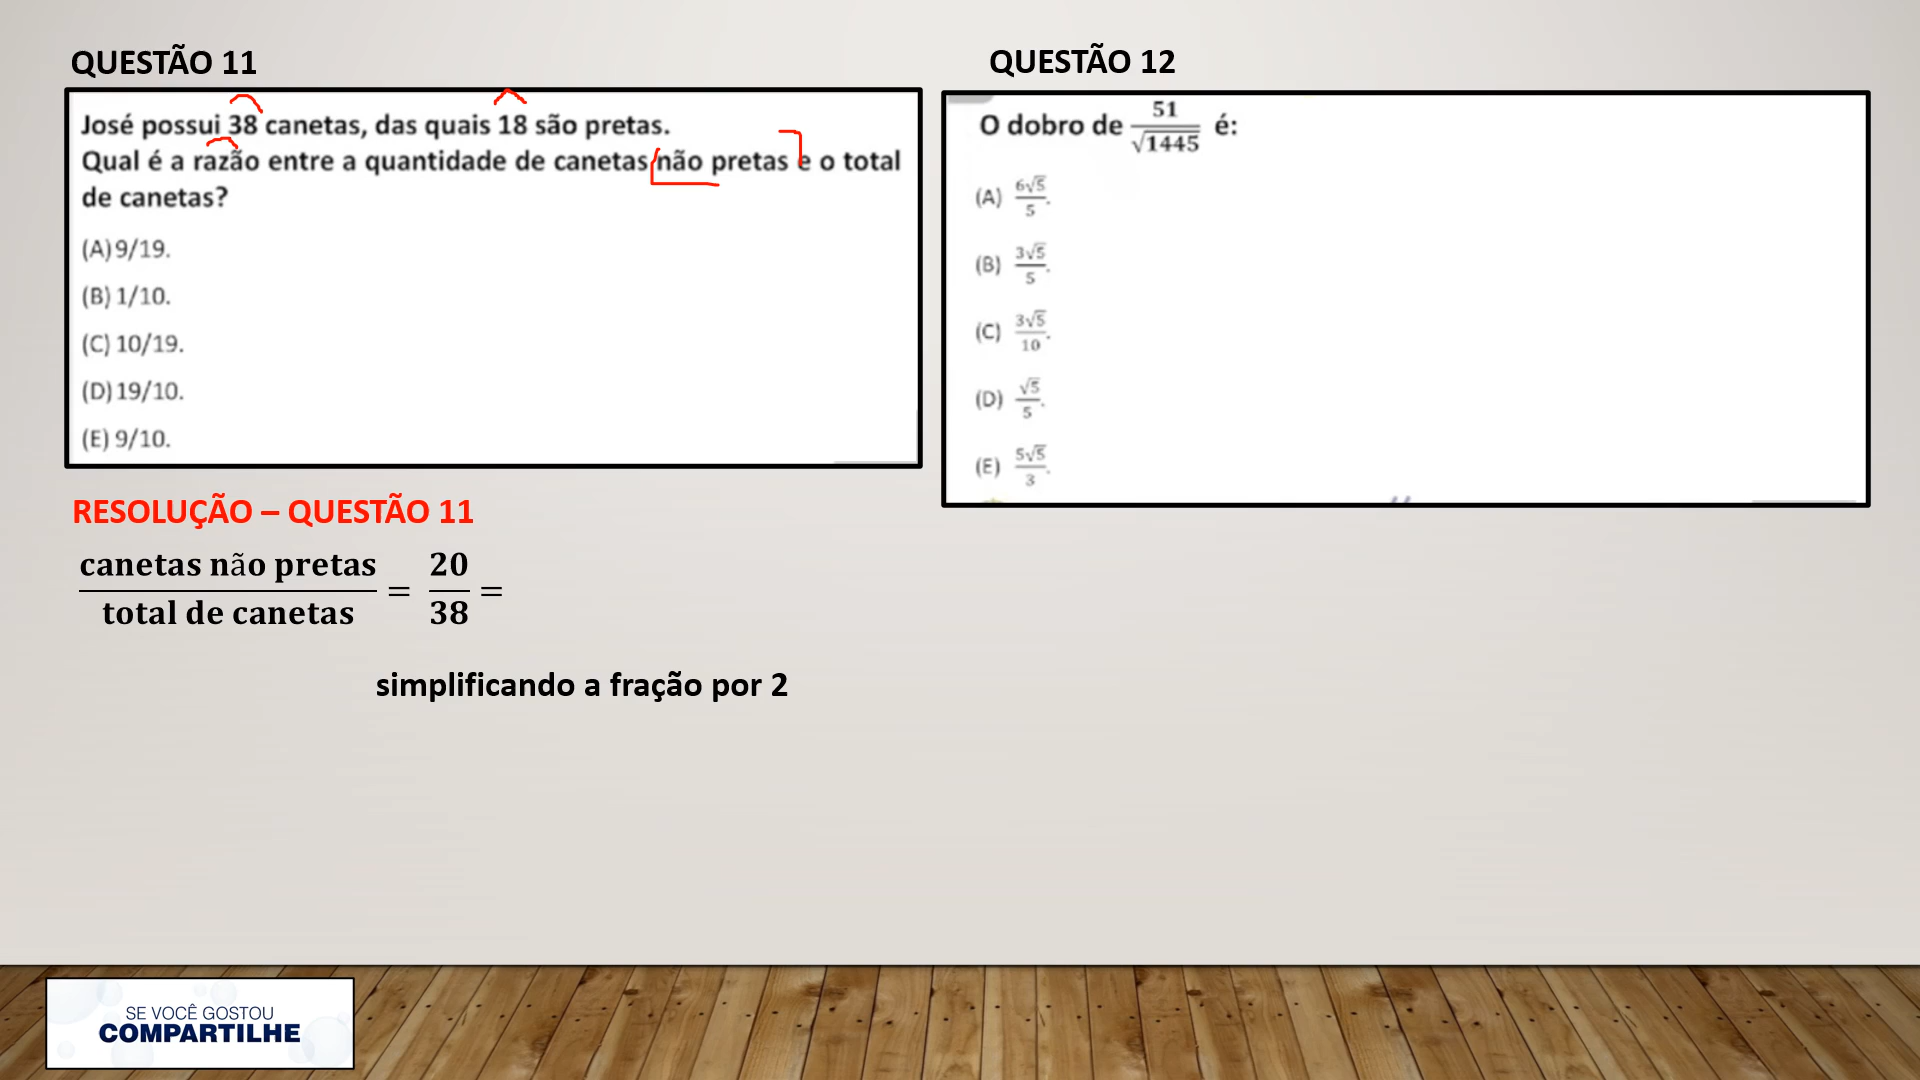 QUESTÃO 11
José possui 38 canetas, das quais 18 são pretas.
Qual é a razão entre a quantidade de canetas não pretas e o total
de canetas?
(A) 9/19.
(B) 1/10.
(C) 10/19.
(D) 19/10.
(E) 9/10.
RESOLUÇÃO – QUESTÃO 11
canetas não pretas / total de canetas = 20/38 =
simplificando a fração por 2
QUESTÃO 12
O dobro de 51/√1445 é:
(A) 6√5/5.
(B) 3√5/5.
(C) 3√5/10.
(D) √5/5.
(E) 5√5/3.
SE VOCÊ GOSTOU
COMPARTILHE